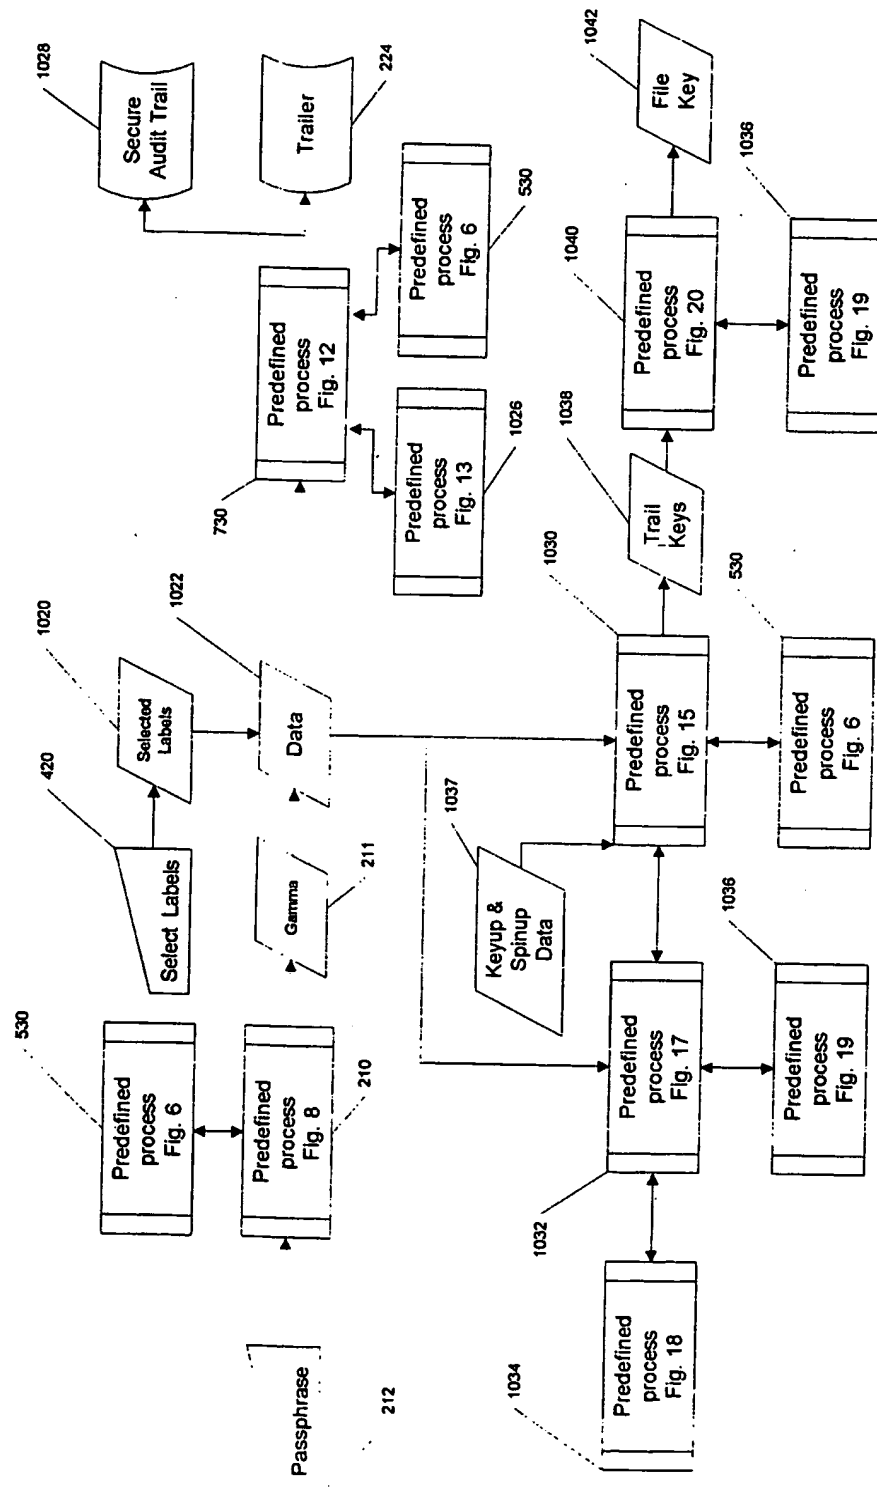 530
Predefined
process
Fig. 6
420
Select Labels
1020
Selected
Labels
1028
Secure
Audit Trail
Passphrase
212
Predefined
process
Fig. 8
210
Gamma
211
Data
1022
730
Predefined
process
Fig. 12
Trailer
224
Predefined
process
Fig. 13
1026
Predefined
process
Fig. 6
530
1037
Keyup &
Spinup
Data
1034
Predefined
process
Fig. 18
1032
Predefined
process
Fig. 17
Predefined
process
Fig. 15
1030
Trail
Keys
1038
Predefined
process
Fig. 20
1040
File
Key
1042
Predefined
process
Fig. 19
1036
Predefined
process
Fig. 6
530
Predefined
process
Fig. 19
1036